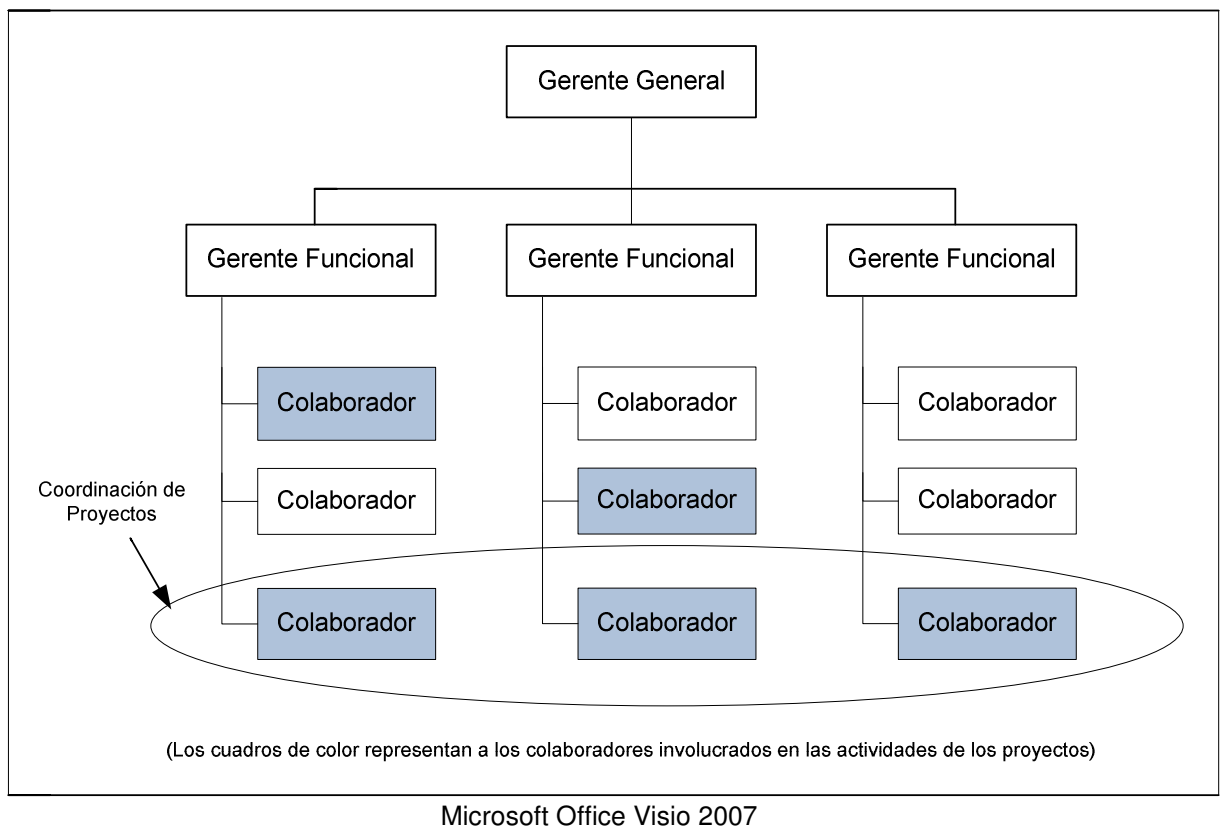 Gerente General
Gerente Funcional
Gerente Funcional
Gerente Funcional
Colaborador
Colaborador
Colaborador
Coordinación de
Proyectos
Colaborador
Colaborador
Colaborador
Colaborador
Colaborador
Colaborador
(Los cuadros de color representan a los colaboradores involucrados en las actividades de los proyectos)
Microsoft Office Visio 2007